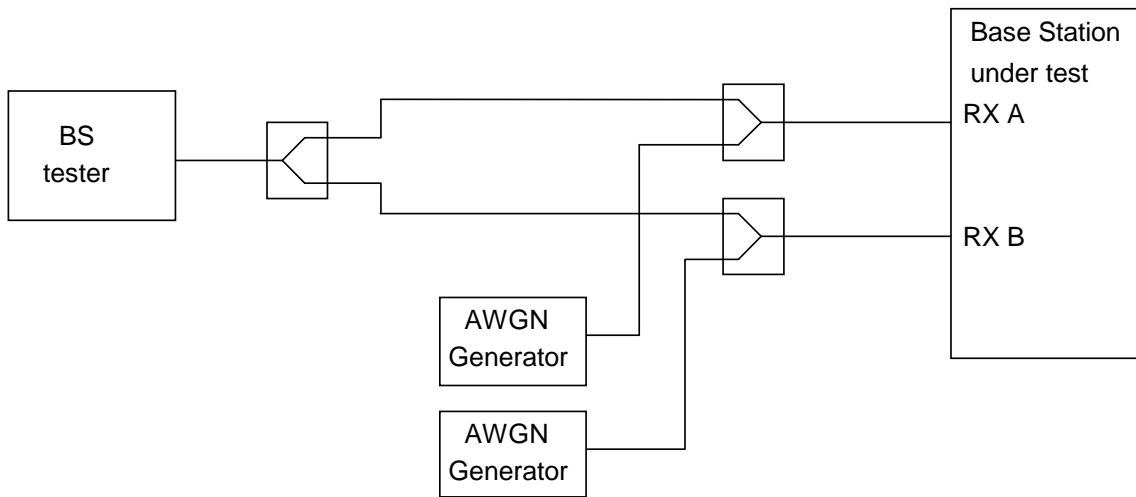 BS
tester
Base Station
under test
RX A
RX B
AWGN
Generator
AWGN
Generator